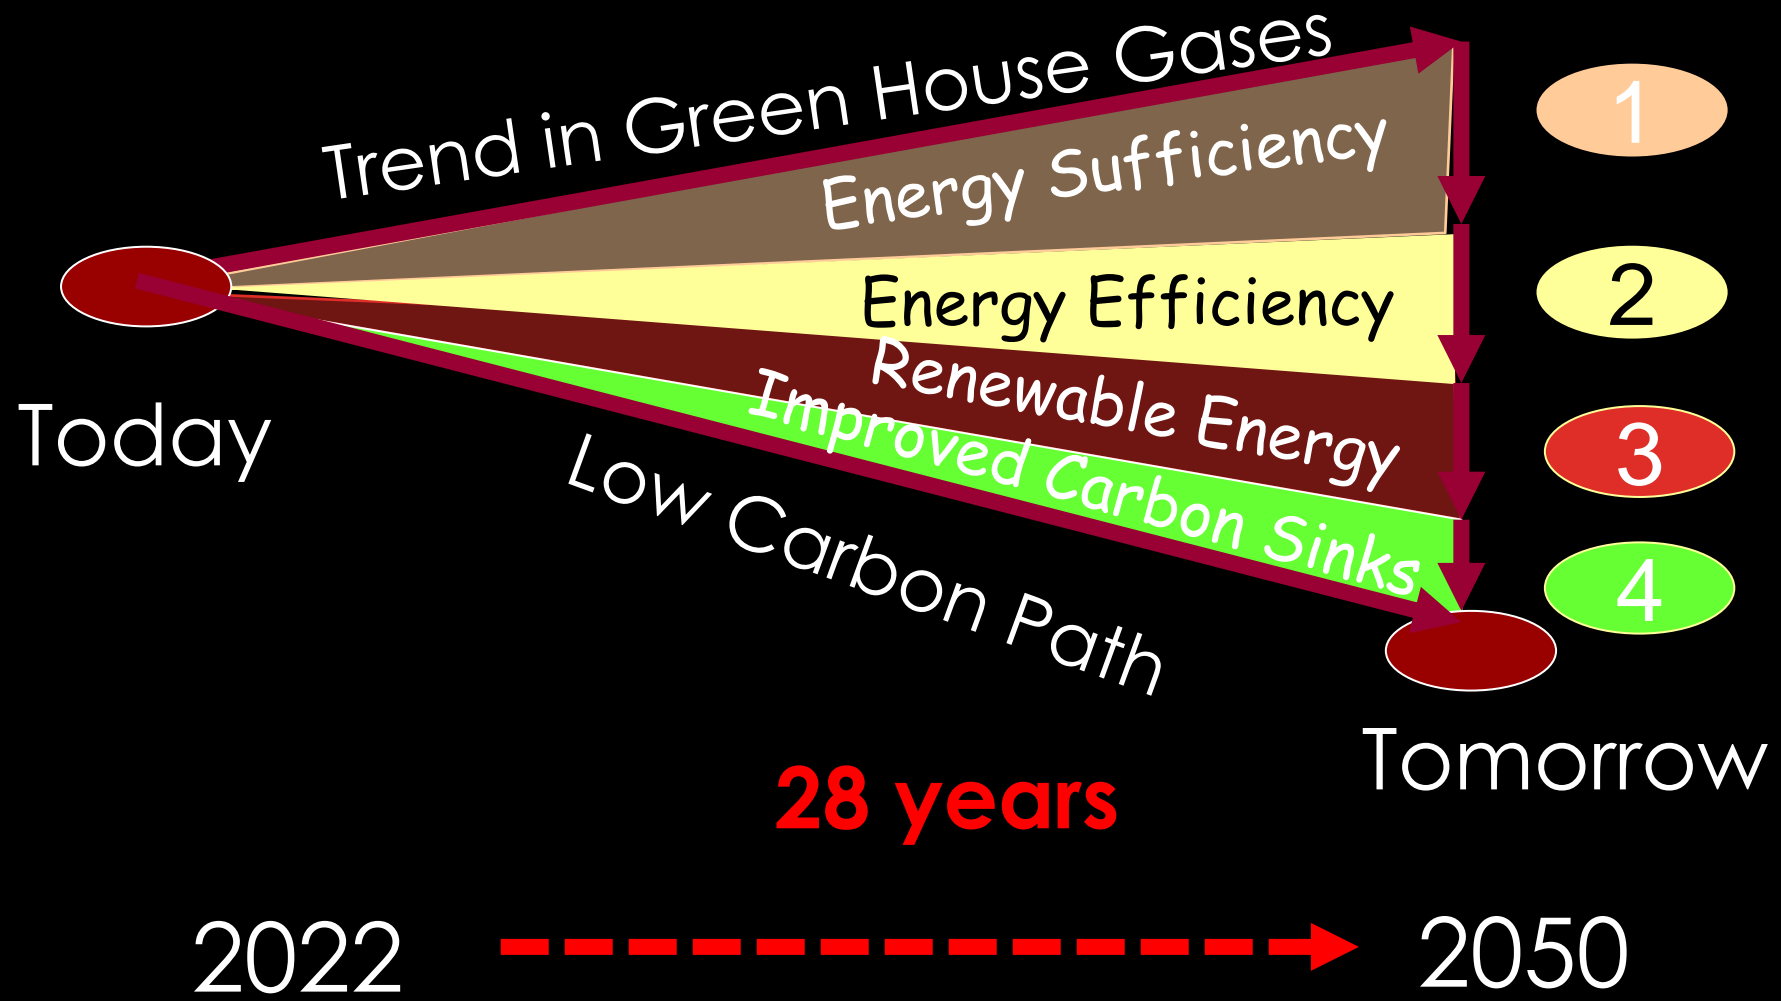 Trend in Green House Gases
1
Energy Sufficiency
2
Energy Efficiency
Renewable Energy
3
Improved Carbon Sinks
4
Today
Low Carbon Path
Tomorrow
28 years
2022
2050